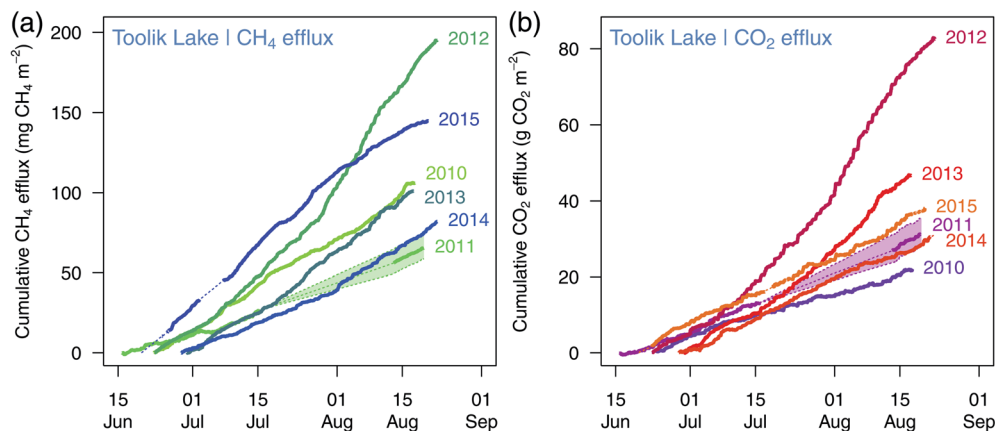 (a)
Toolik Lake | CH4 efflux
Cumulative CH4 efflux (mg CH4 m−2)
200
150
100
50
0
2012
2015
2010
2013
2014
2011
15 01 15 01 15 01
Jun Jul Jul Aug Aug Sep
(b)
Toolik Lake | CO2 efflux
Cumulative CO2 efflux (g CO2 m−2)
80
60
40
20
0
2012
2013
2015
2011
2014
2010
15 01 15 01 15 01
Jun Jul Jul Aug Aug Sep